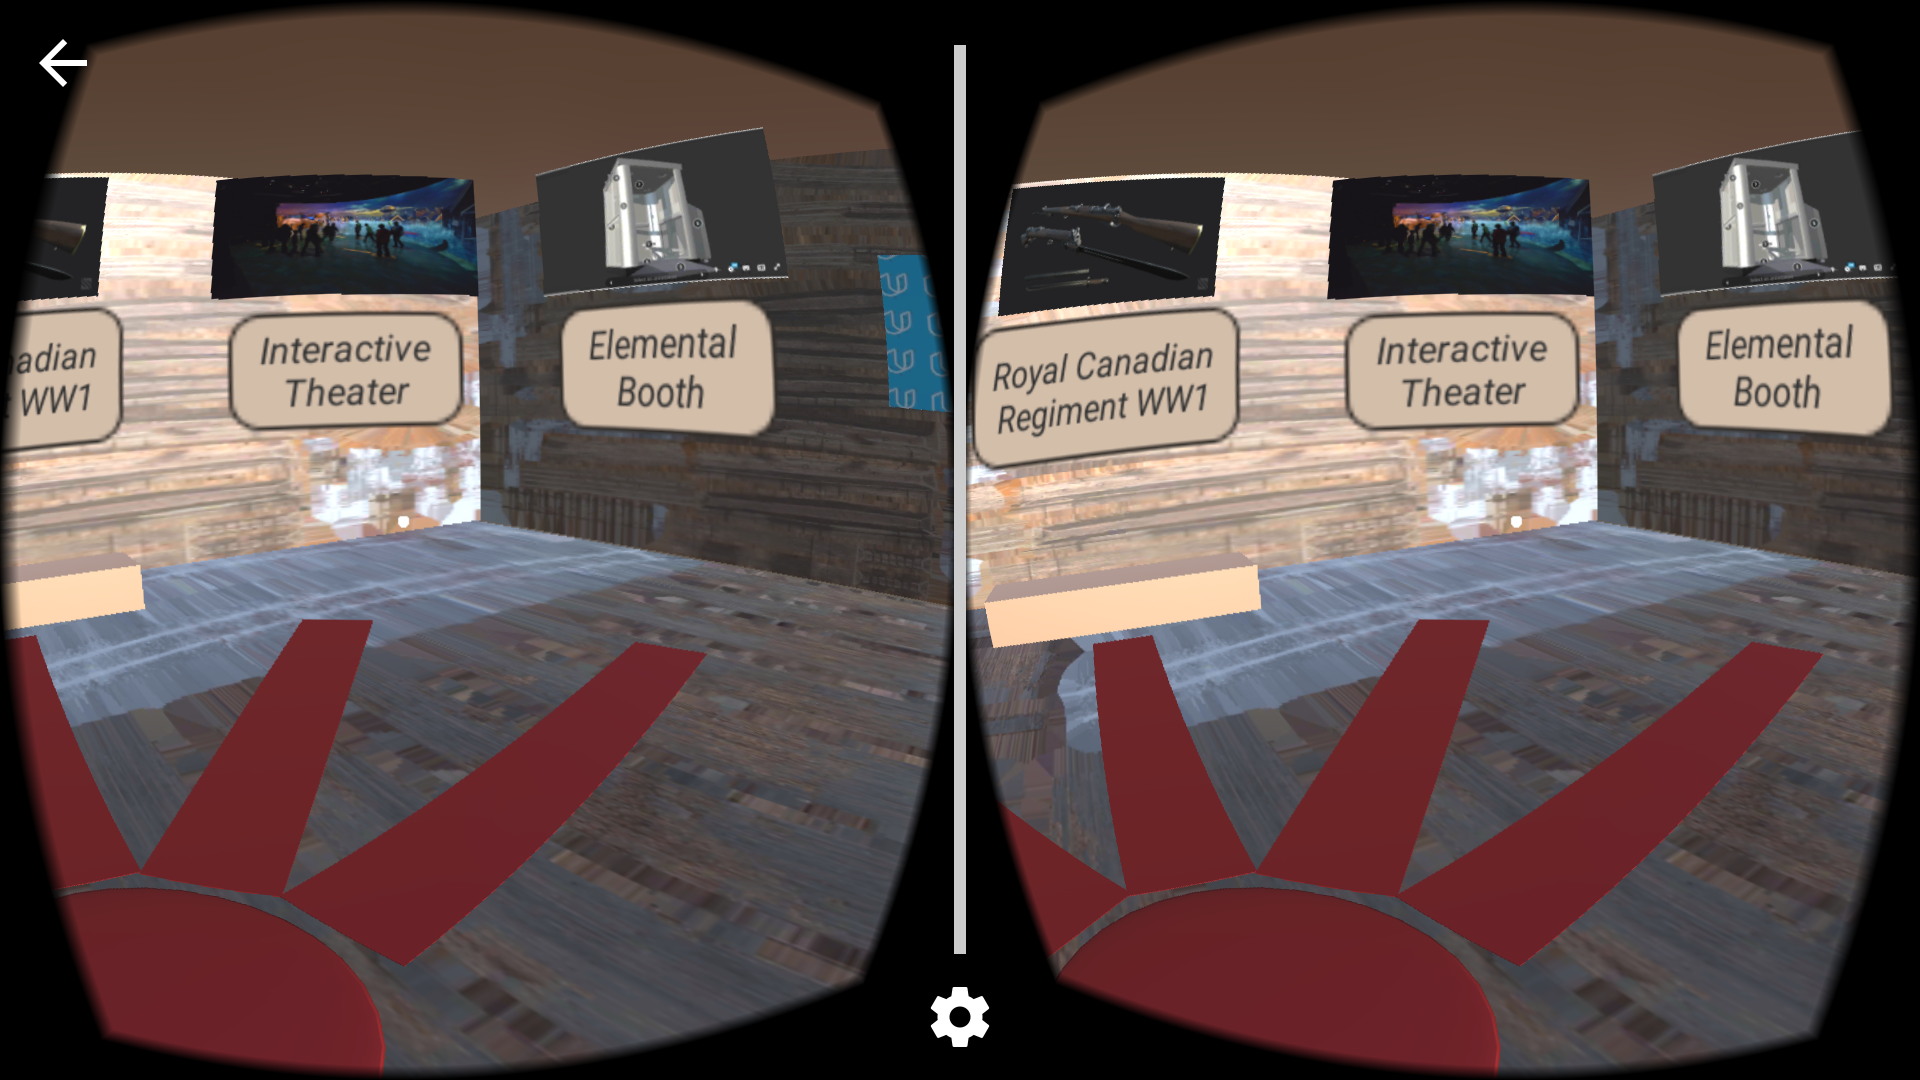 adian
WW1
Interactive
Theater
Elemental
Booth
Royal Canadian
Regiment WW1
Interactive
Theater
Elemental
Booth